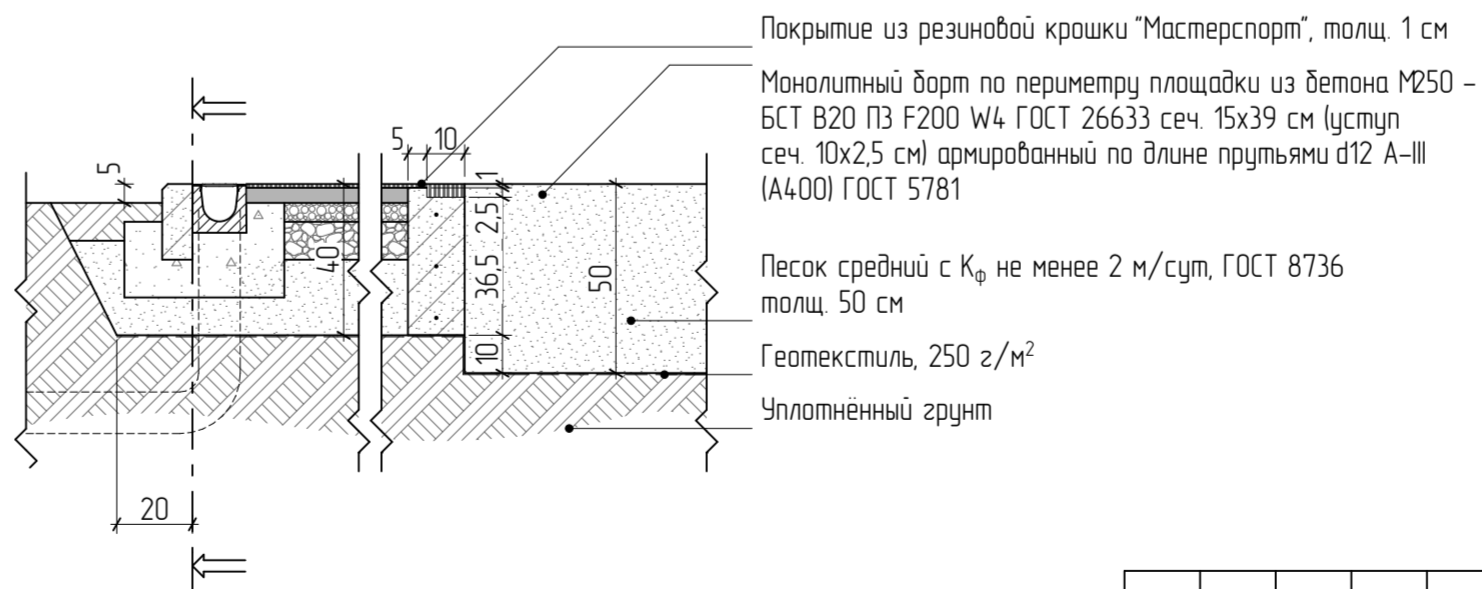 Покрытие из резиновой крошки "Мастерспорт", толщ. 1 см
Монолитный борт по периметру площадки из бетона М250 –
БСТ В20 П3 F200 W4 ГОСТ 26633 сеч. 15х39 см (уступ
сеч. 10х2,5 см) армированный по длине прутьями d12 А-III
(А400) ГОСТ 5781
Песок средний с Kф не менее 2 м/сут, ГОСТ 8736
толщ. 50 см
Геотекстиль, 250 г/м²
Уплотнённый грунт
5
5
10
1
2,5
40
36,5
50
10
20